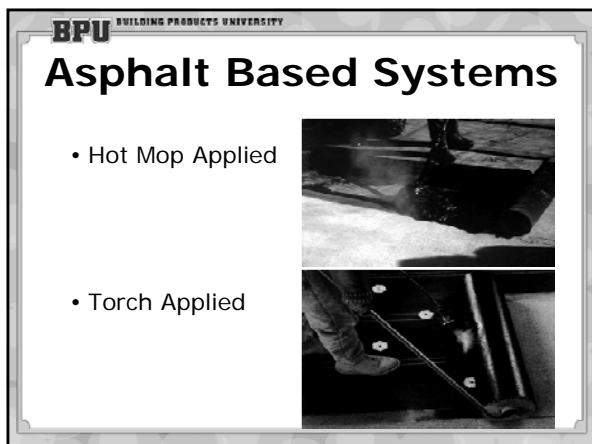 BPU BUILDING PRODUCTS UNIVERSITY
Asphalt Based Systems
• Hot Mop Applied
• Torch Applied